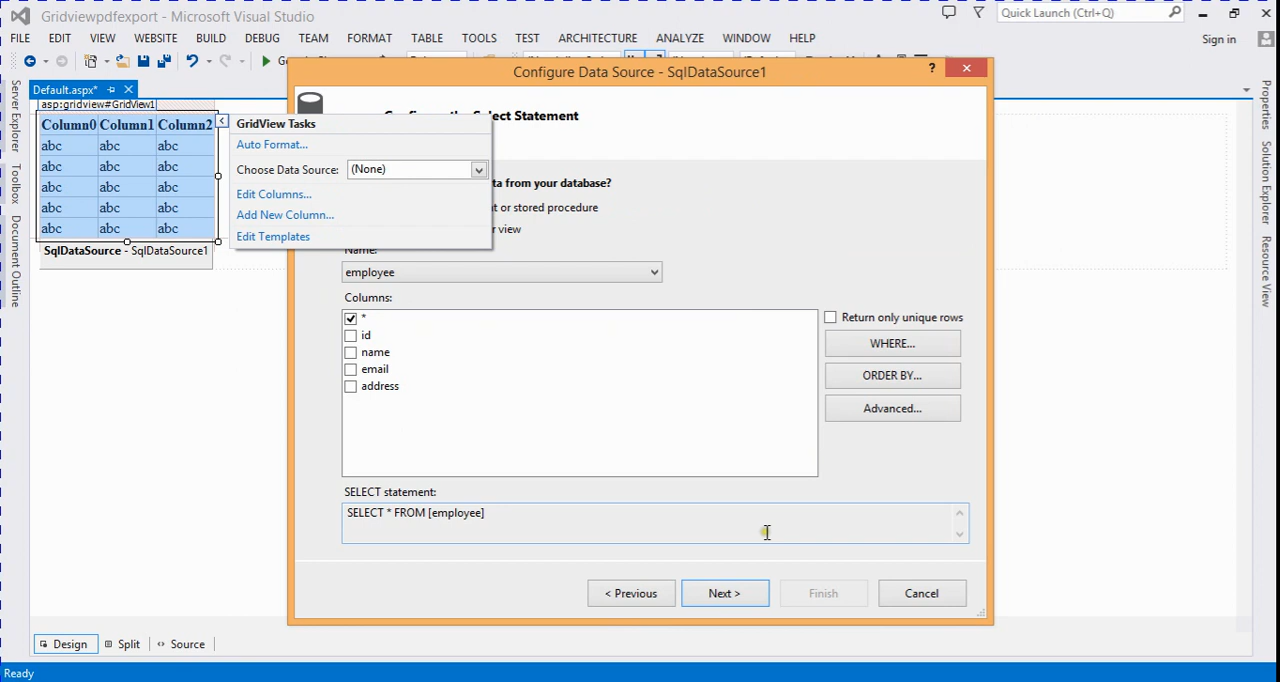 Gridviewpdfexport - Microsoft Visual Studio
Quick Launch (Ctrl+Q)
FILE EDIT VIEW WEBSITE BUILD DEBUG TEAM FORMAT TABLE TOOLS TEST ARCHITECTURE ANALYZE WINDOW HELP
Sign in
Configure Data Source - SqlDataSource1
?
Default.aspx*
asp:gridview#GridView1
Server Explorer
Toolbox
Document Outline
Column0 Column1 Column2
abc abc abc
abc abc abc
abc abc abc
abc abc abc
abc abc abc
SqlDataSource - SqlDataSource1
GridView Tasks
Auto Format...
Choose Data Source: (None)
Edit Columns...
Add New Column...
Edit Templates
Select Statement
from your database?
or stored procedure
view
Name:
employee
Columns:
*
id
name
email
address
Return only unique rows
WHERE...
ORDER BY...
Advanced...
SELECT statement:
SELECT * FROM [employee]
< Previous Next > Finish Cancel
Properties
Solution Explorer
Resource View
Design Split Source
Ready